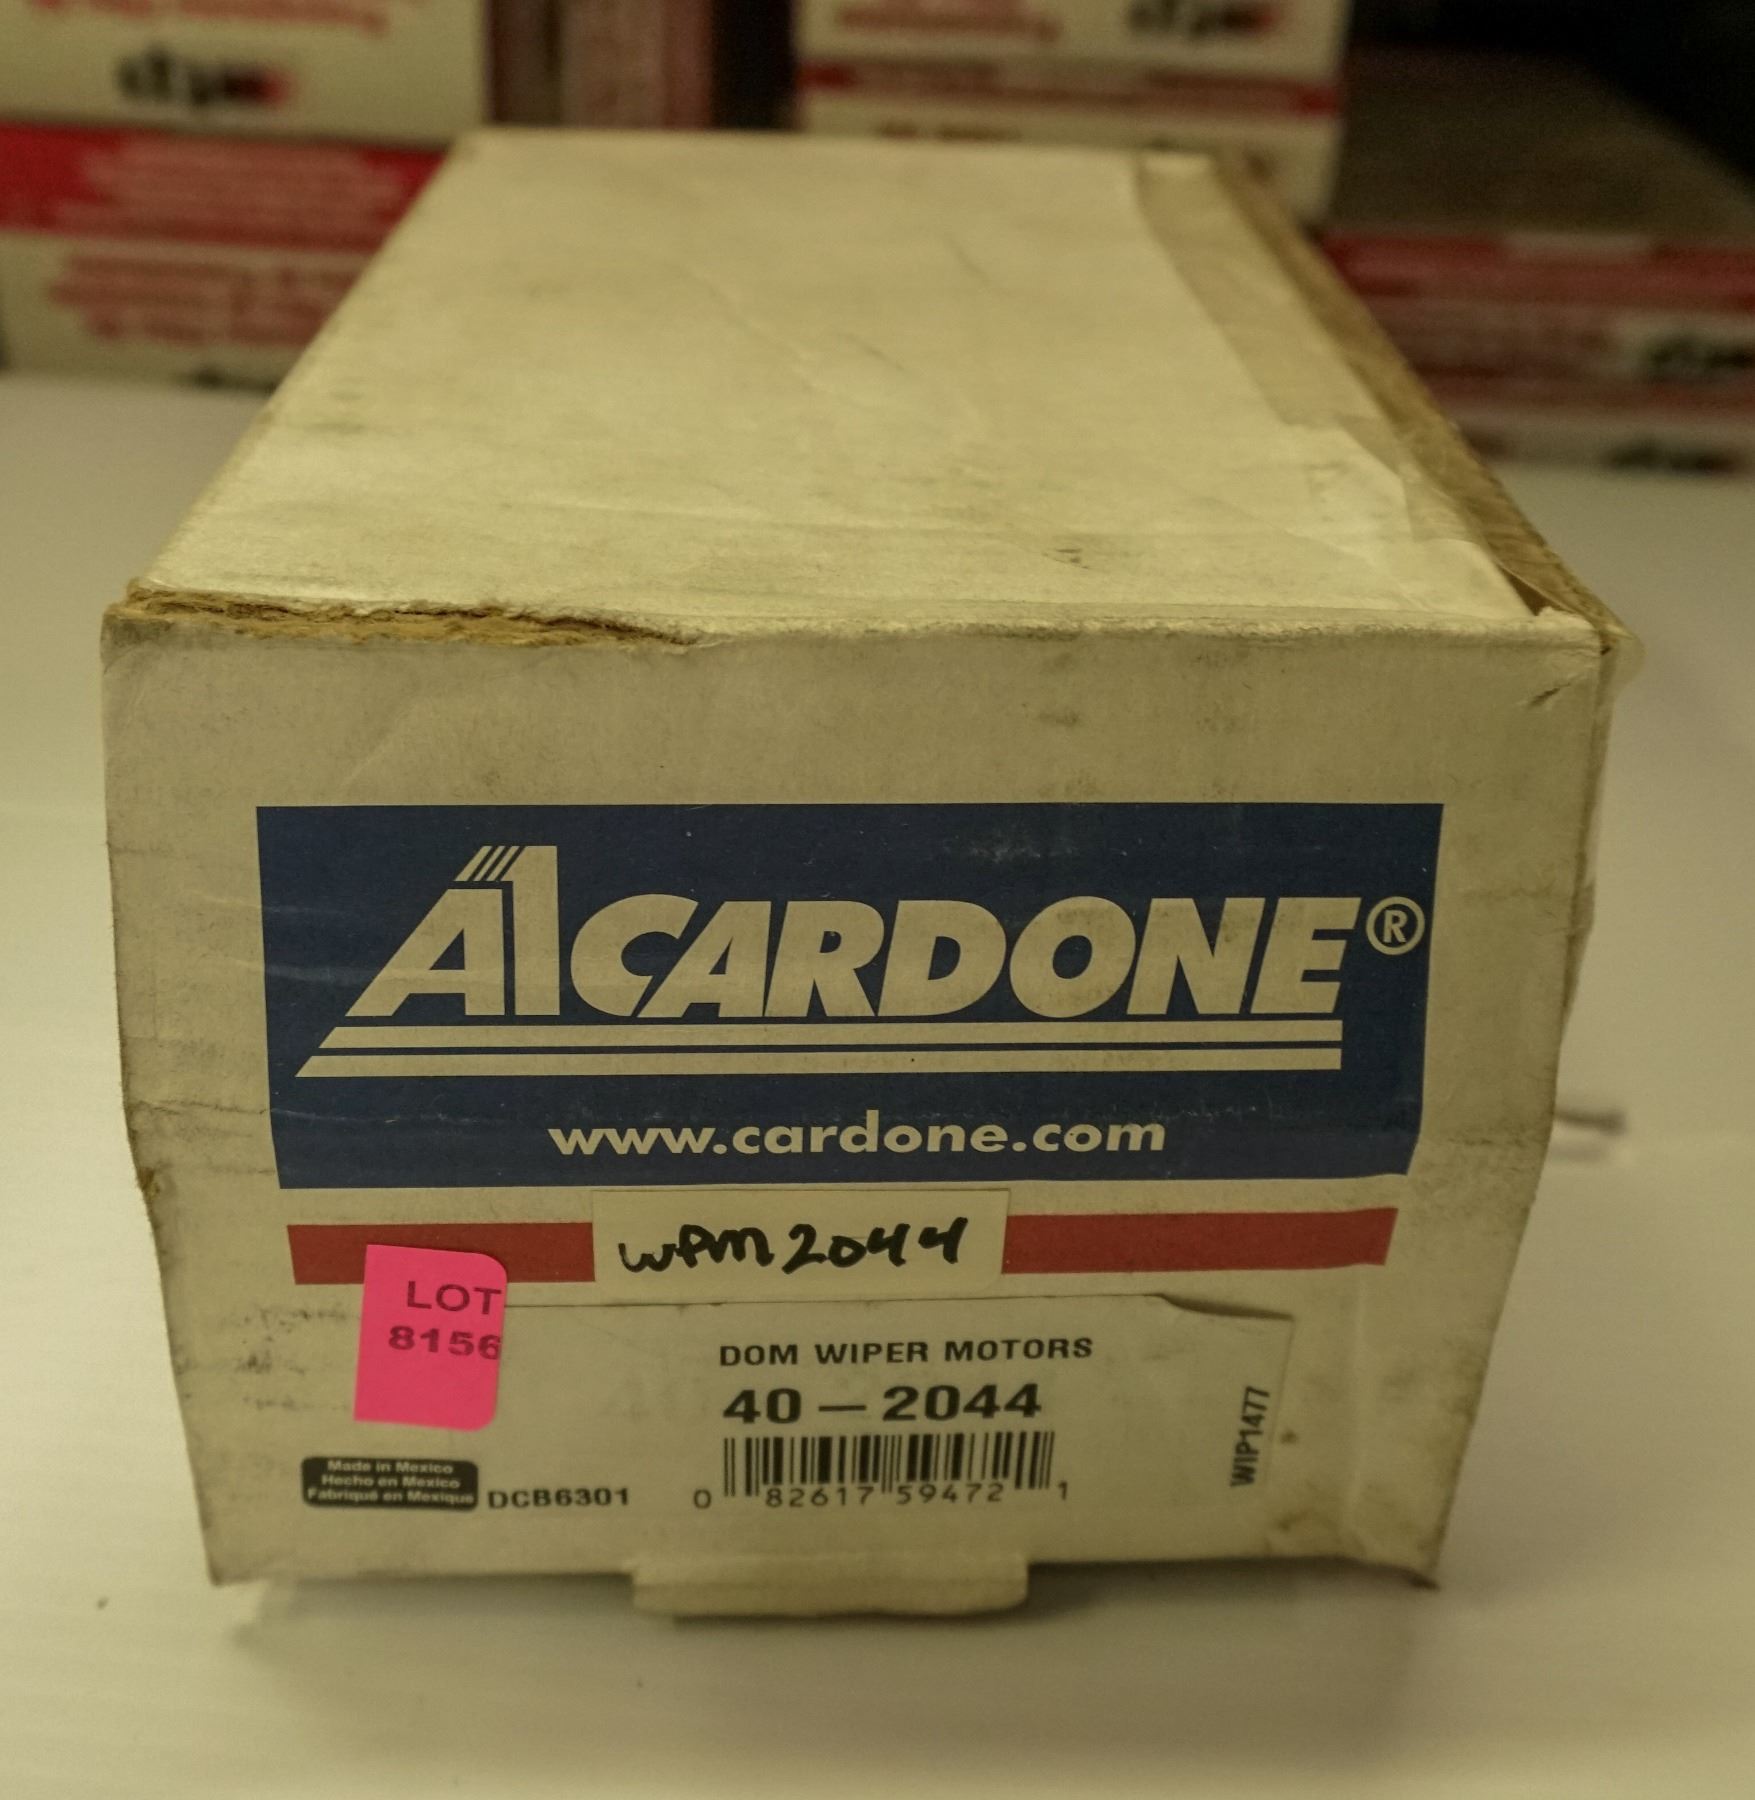 A1CARDONE®
www.cardone.com
WPM2044
LOT
8156
DOM WIPER MOTORS
40-2044
WIP1477
Made in Mexico
Hecho en Mexico
Fabriqué en Mexique
DCB6301
0 82617 59472 1